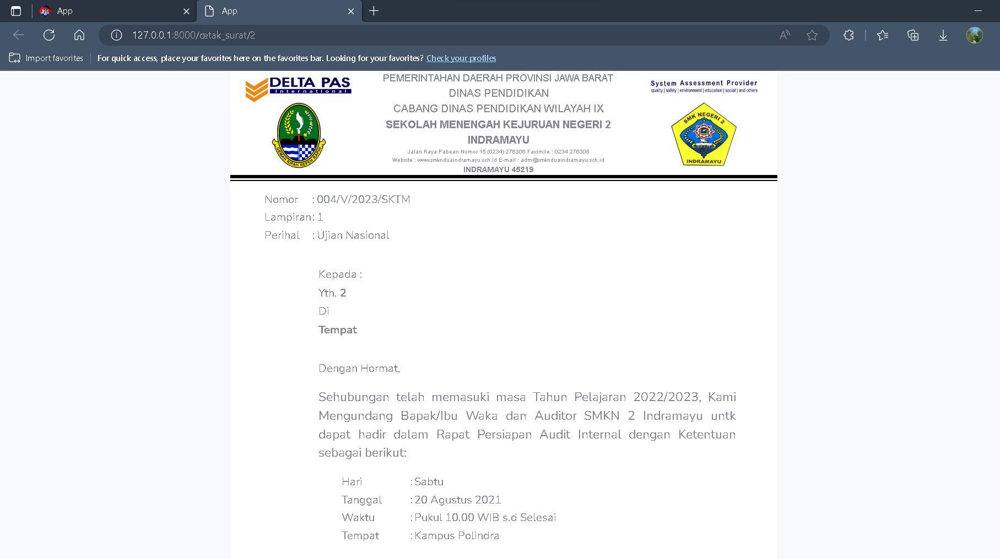 App
App
127.0.0.1:8000/cetak_surat/2
Import favorites
For quick access, place your favorites here on the favorites bar. Looking for your favorites? Check your profiles
DELTA PAS
International
PEMERINTAHAN DAERAH PROVINSI JAWA BARAT
DINAS PENDIDIKAN
CABANG DINAS PENDIDIKAN WILAYAH IX
SEKOLAH MENENGAH KEJURUAN NEGERI 2
INDRAMAYU
Jalan Raya Pabean Nomor 15 (0234) 276308 Faximile : 0234 276308
Website : www.smknduaindramayu.sch.id E-mail : adm@smknduaindramayu.sch.id
INDRAMAYU 45219
System Assessment Provider
quality | safety | environment | education | social | and others
GEMAH RIPAH REPEH RAPIH
SMK NEGERI 2
INDRAMAYU
Nomor : 004/V/2023/SKTM
Lampiran : 1
Perihal : Ujian Nasional
Kepada :
Yth. 2
Di
Tempat
Dengan Hormat,
Sehubungan telah memasuki masa Tahun Pelajaran 2022/2023, Kami
Mengundang Bapak/Ibu Waka dan Auditor SMKN 2 Indramayu untk
dapat hadir dalam Rapat Persiapan Audit Internal dengan Ketentuan
sebagai berikut:
Hari : Sabtu
Tanggal : 20 Agustus 2021
Waktu : Pukul 10.00 WIB s.d Selesai
Tempat : Kampus Polindra